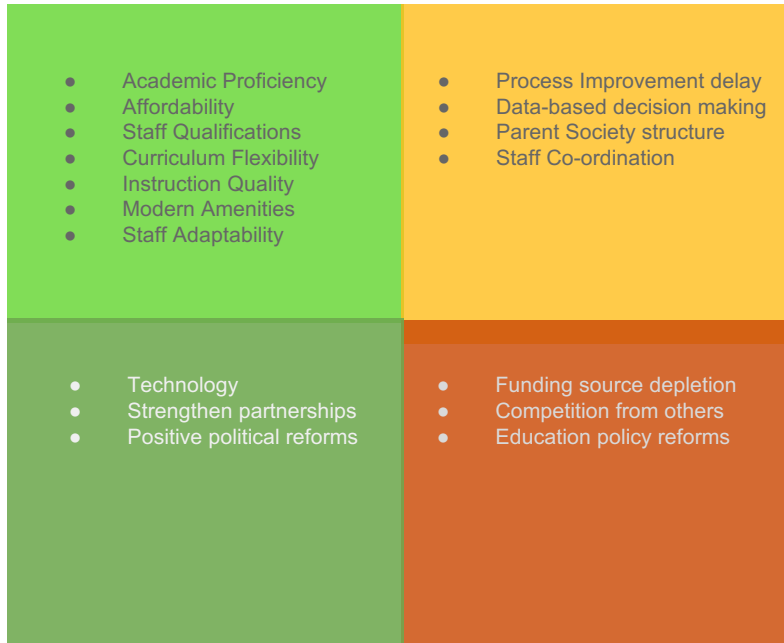 ● Academic Proficiency
● Affordability
● Staff Qualifications
● Curriculum Flexibility
● Instruction Quality
● Modern Amenities
● Staff Adaptability
● Process Improvement delay
● Data-based decision making
● Parent Society structure
● Staff Co-ordination
● Technology
● Strengthen partnerships
● Positive political reforms
● Funding source depletion
● Competition from others
● Education policy reforms